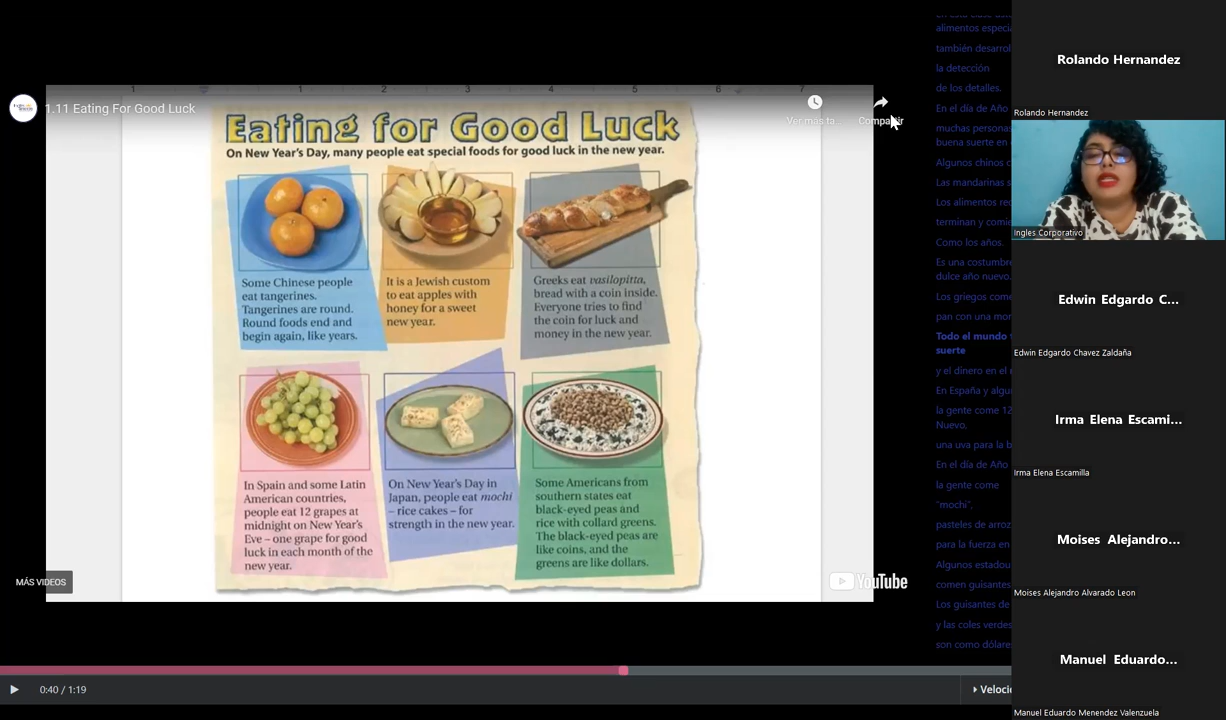 1 1 2 3 4 5 6 7
1.11 Eating For Good Luck
Ver más ta...
Compartir
Eating for Good Luck
On New Year's Day, many people eat special foods for good luck in the new year.
Some Chinese people
eat tangerines.
Tangerines are round.
Round foods end and
begin again, like years.
It is a Jewish custom
to eat apples with
honey for a sweet
new year.
Greeks eat vasilopitta,
bread with a coin inside.
Everyone tries to find
the coin for luck and
money in the new year.
In Spain and some Latin
American countries,
people eat 12 grapes at
midnight on New Year's
Eve – one grape for good
luck in each month of the
new year.
On New Year's Day in
Japan, people eat mochi
– rice cakes – for
strength in the new year.
Some Americans from
southern states eat
black-eyed peas and
rice with collard greens.
The black-eyed peas are
like coins, and the
greens are like dollars.
MÁS VIDEOS
YouTube
0:40 / 1:19
Velocid
alimentos especia
también desarrol
la detección
de los detalles.
En el día de Año
muchas persona
buena suerte en
Algunos chinos c
Las mandarinas s
Los alimentos red
terminan y comie
Como los años.
Es una costumbre
dulce año nuevo.
Los griegos come
pan con una mor
Todo el mundo
suerte
y el dinero en el
En España y algu
la gente come 12
Nuevo,
una uva para la b
En el día de Año
la gente come
"mochi",
pasteles de arroz
para la fuerza en
Algunos estadou
comen guisantes
Los guisantes de
y las coles verdes
son como dólare
Rolando Hernandez
Rolando Hernandez
Ingles Corporativo
Edwin Edgardo C...
Edwin Edgardo Chavez Zaldaña
Irma Elena Escami...
Irma Elena Escamilla
Moises Alejandro...
Moises Alejandro Alvarado Leon
Manuel Eduardo...
Manuel Eduardo Menendez Valenzuela